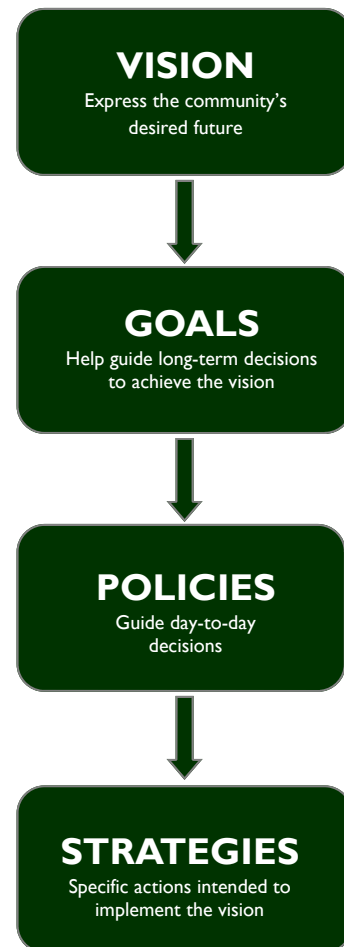 VISION
Express the community's
desired future
GOALS
Help guide long-term decisions
to achieve the vision
POLICIES
Guide day-to-day
decisions
STRATEGIES
Specific actions intended to
implement the vision